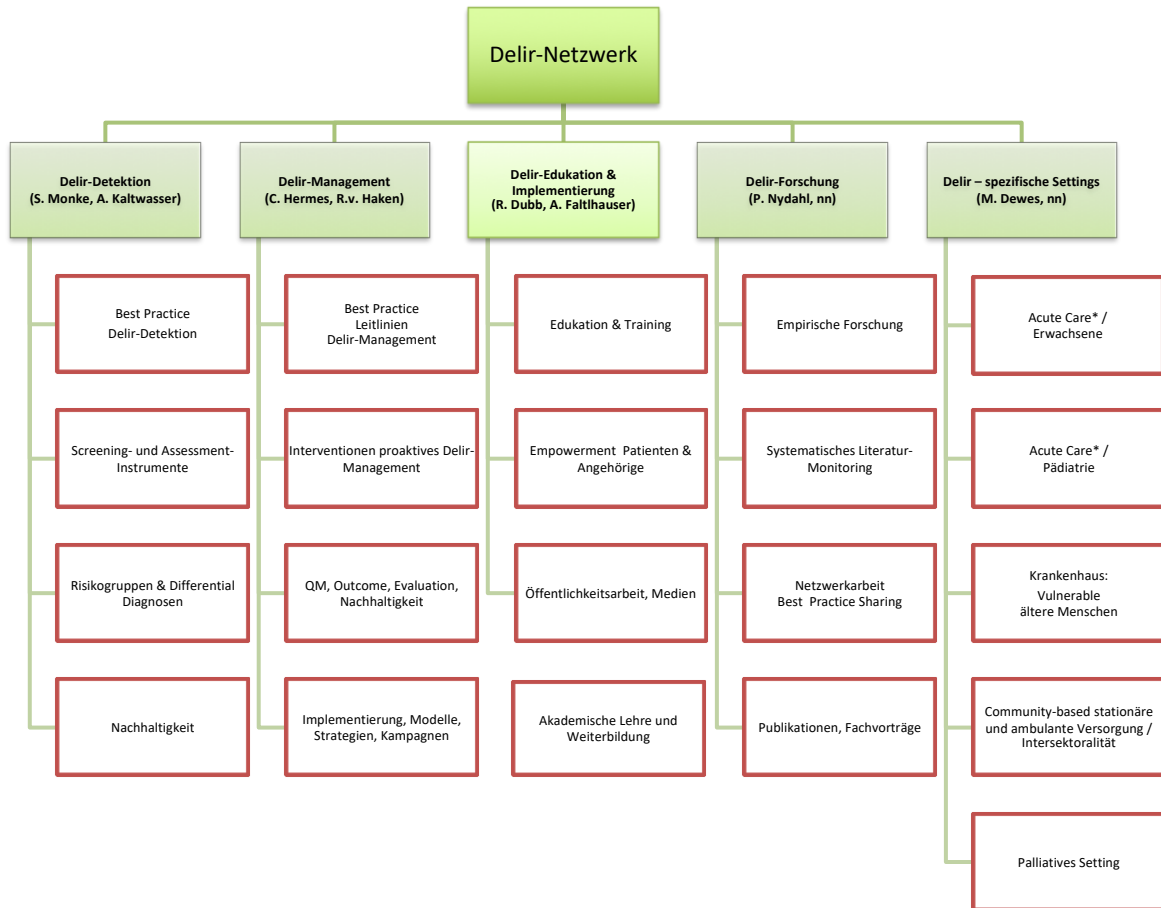 Delir-Netzwerk
Delir-Detektion
(S. Monke, A. Kaltwasser)
Delir-Management
(C. Hermes, R.v. Haken)
Delir-Edukation &
Implementierung
(R. Dubb, A. Faltlhauser)
Delir-Forschung
(P. Nydahl, nn)
Delir – spezifische Settings
(M. Dewes, nn)
Best Practice
Delir-Detektion
Best Practice
Leitlinien
Delir-Management
Edukation & Training
Empirische Forschung
Acute Care* /
Erwachsene
Screening- und Assessment-
Instrumente
Interventionen proaktives Delir-
Management
Empowerment Patienten &
Angehörige
Systematisches Literatur-
Monitoring
Acute Care* /
Pädiatrie
Risikogruppen & Differential
Diagnosen
QM, Outcome, Evaluation,
Nachhaltigkeit
Öffentlichkeitsarbeit, Medien
Netzwerkarbeit
Best Practice Sharing
Krankenhaus:
Vulnerable
ältere Menschen
Nachhaltigkeit
Implementierung, Modelle,
Strategien, Kampagnen
Akademische Lehre und
Weiterbildung
Publikationen, Fachvorträge
Community-based stationäre
und ambulante Versorgung /
Intersektoralität
Palliatives Setting